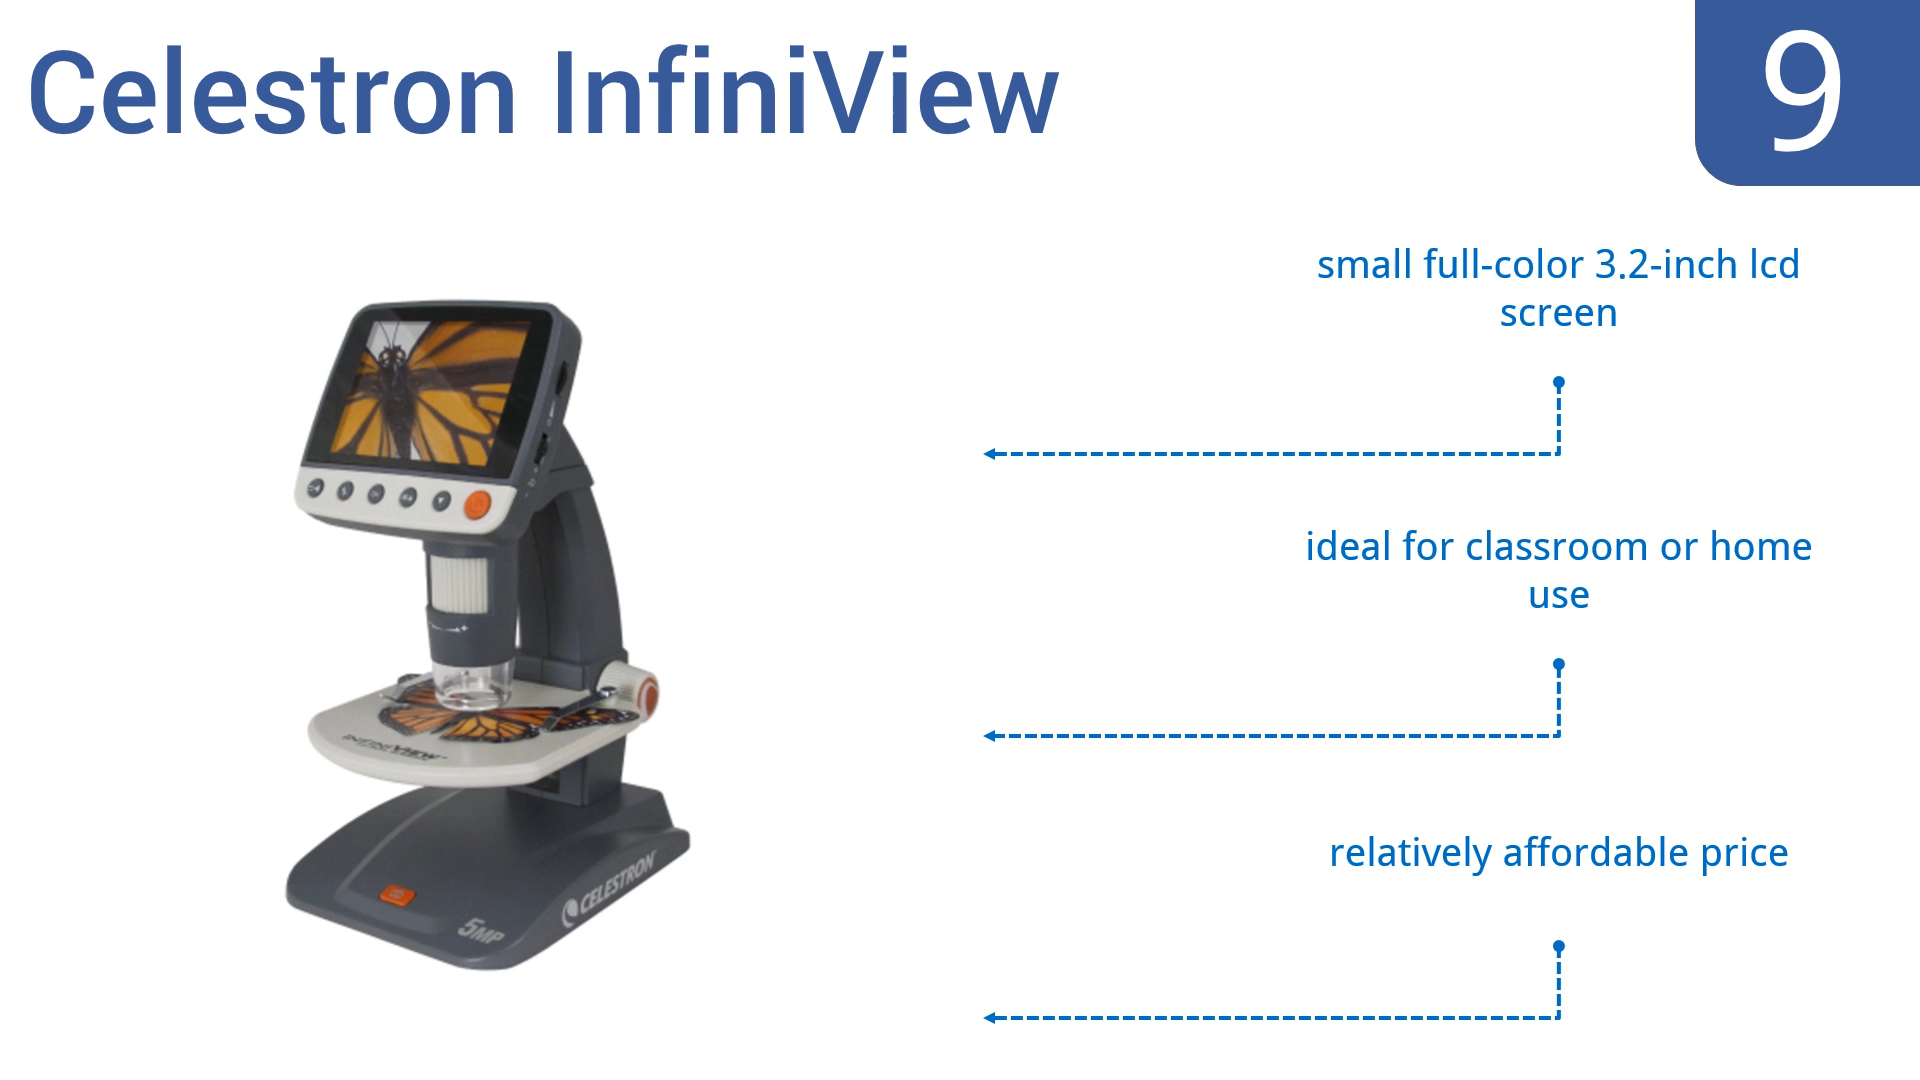 Celestron InfiniView
9
small full-color 3.2-inch lcd
screen
ideal for classroom or home
use
relatively affordable price
INFINIVIEW
CELESTRON
5MP